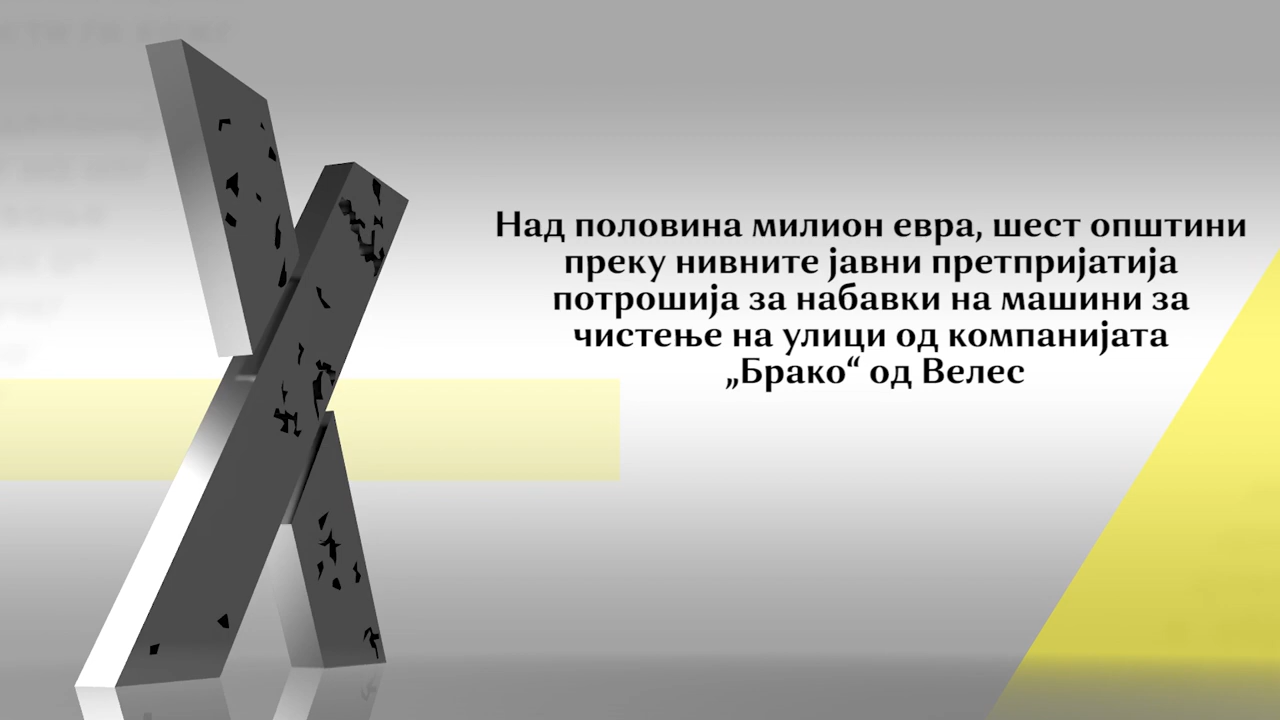 Над половина милион евра, шест општини
преку нивните јавни претпријатија
потрошија за набавки на машини за
чистење на улици од компанијата
„Брако“ од Велес